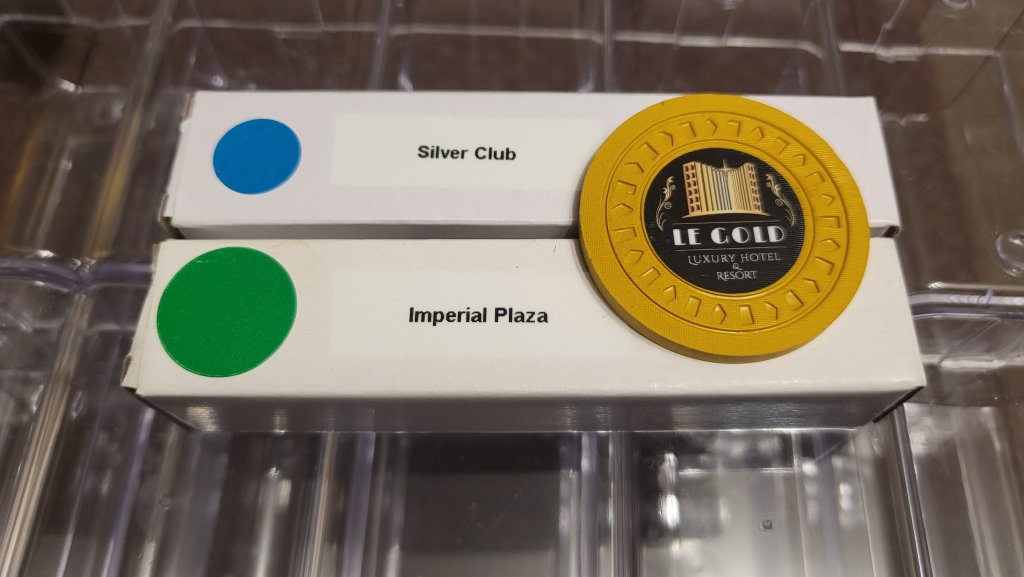 Silver Club
LE GOLD
LUXURY HOTEL
&
RESORT
Imperial Plaza